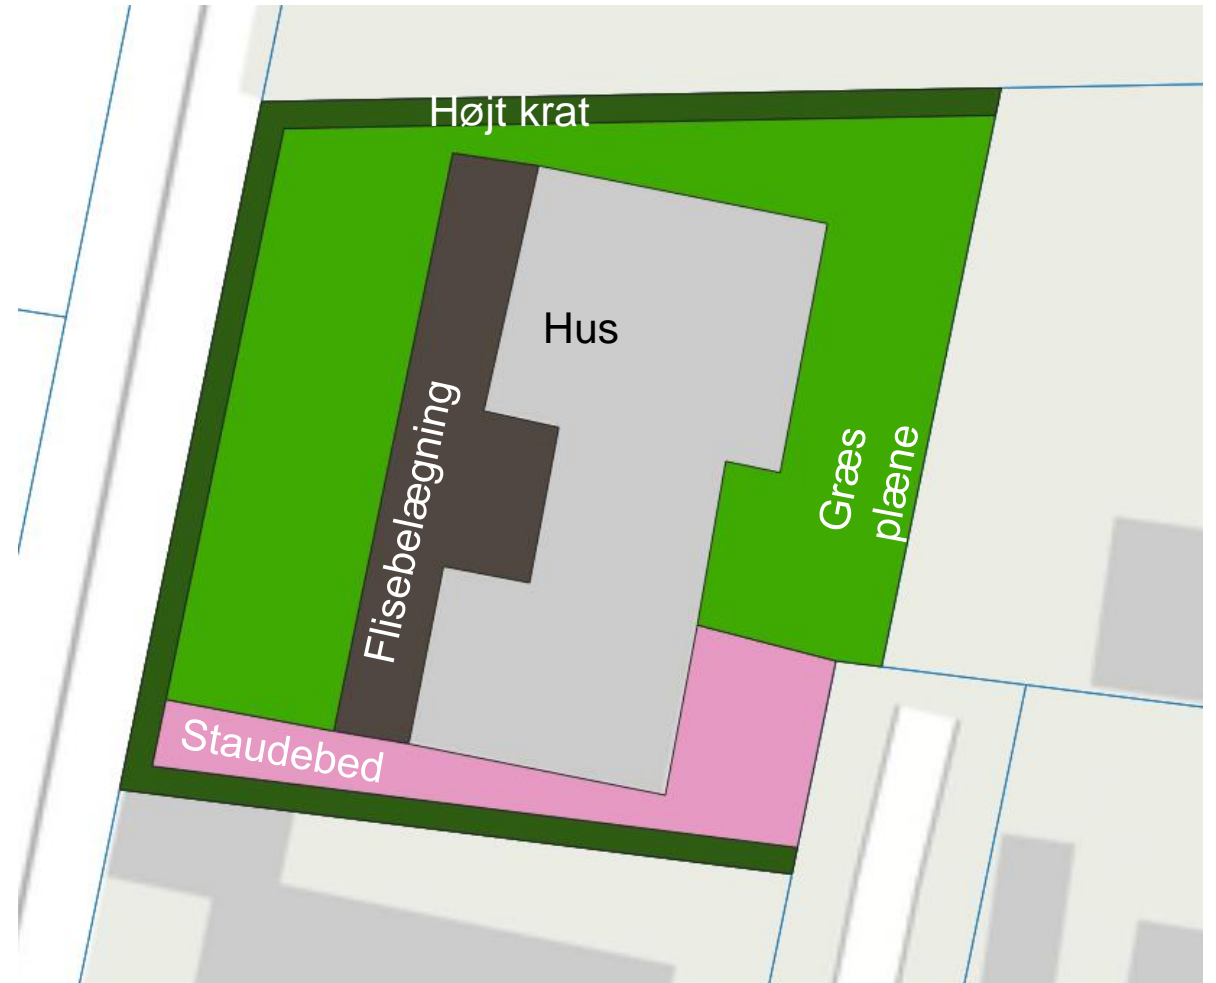 Højt krat
Hus
Flisebelægning
Græs
plæne
Staudebed